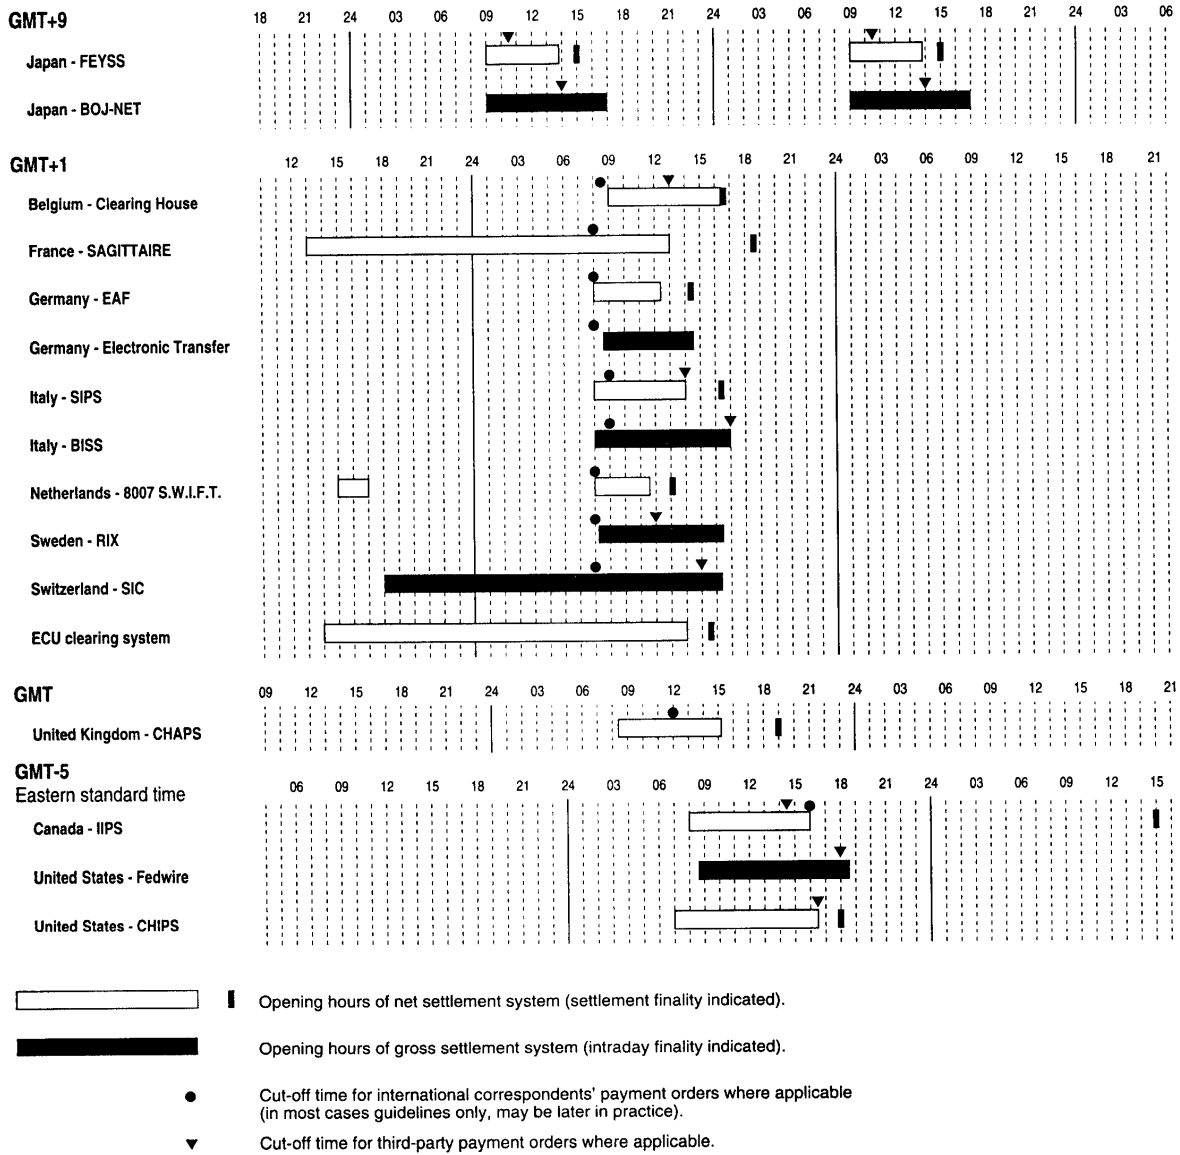 GMT+9 18 21 24 03 06 09 12 15 18 21 24 03 06 09 12 15 18 21 24 03 06
Japan - FEYSS
Japan - BOJ-NET
GMT+1 12 15 18 21 24 03 06 09 12 15 18 21 24 03 06 09 12 15 18 21
Belgium - Clearing House
France - SAGITTAIRE
Germany - EAF
Germany - Electronic Transfer
Italy - SIPS
Italy - BISS
Netherlands - 8007 S.W.I.F.T.
Sweden - RIX
Switzerland - SIC
ECU clearing system
GMT 09 12 15 18 21 24 03 06 09 12 15 18 21 24 03 06 09 12 15 18 21
United Kingdom - CHAPS
GMT-5
Eastern standard time 06 09 12 15 18 21 24 03 06 09 12 15 18 21 24 03 06 09 12 15
Canada - IIPS
United States - Fedwire
United States - CHIPS
Opening hours of net settlement system (settlement finality indicated).
Opening hours of gross settlement system (intraday finality indicated).
Cut-off time for international correspondents' payment orders where applicable
(in most cases guidelines only, may be later in practice).
Cut-off time for third-party payment orders where applicable.